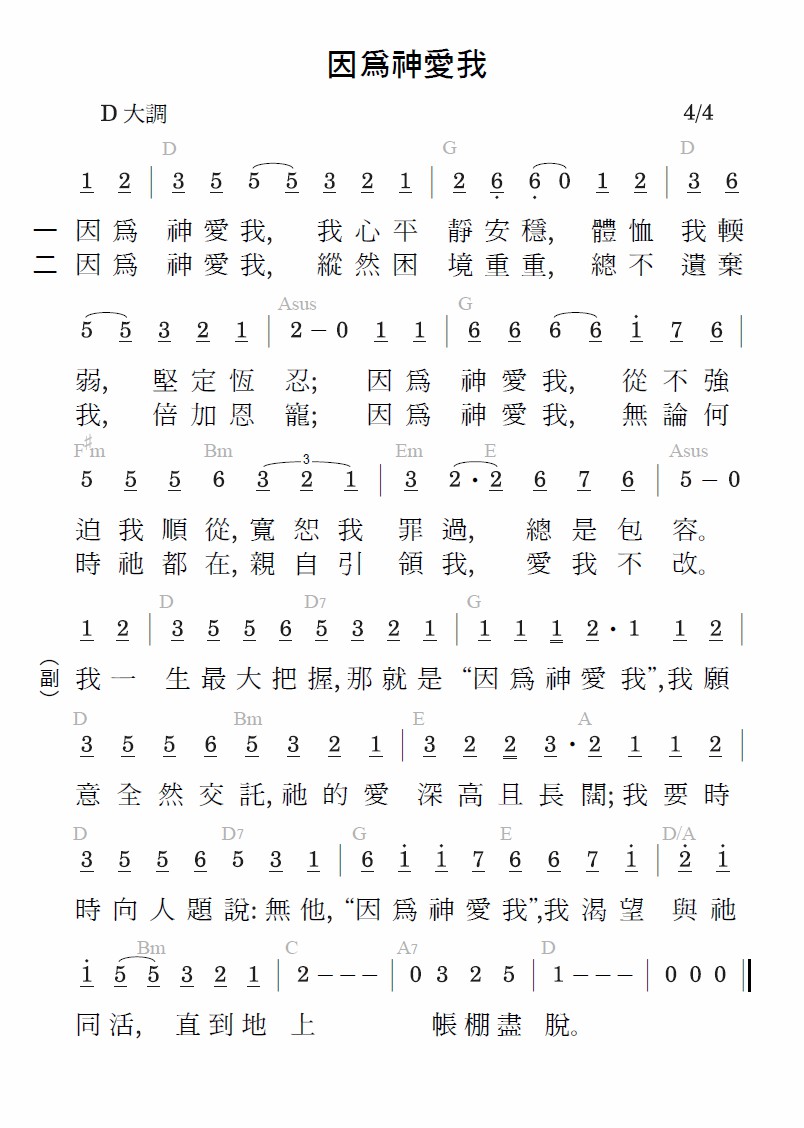 因爲神愛我
D 大調 4/4
D G D
1 2 | 3 5 5 5 3 2 1 | 2 6 6 0 1 2 | 3 6
一 因爲 神愛我, 我心平 靜安穩, 體恤 我輭
二 因爲 神愛我, 縱然困 境重重, 總不 遺棄
Asus G
5 5 3 2 1 | 2 – 0 1 1 | 6 6 6 6 1 7 6 |
弱, 堅定恆 忍; 因爲 神愛我, 從不強
我, 倍加恩 寵; 因爲 神愛我, 無論何
F♯m Bm Em E Asus
3
5 5 5 6 3 2 1 | 3 2 · 2 6 7 6 | 5 – 0
迫我順從,寬恕我 罪過, 總是包 容。
時祂都在,親自引 領我, 愛我不 改。
D D7 G
1 2 | 3 5 5 6 5 3 2 1 | 1 1 1 2 · 1 1 2 |
(副) 我一 生最大把握,那就是 “因爲神愛我”,我願
D Bm E A
3 5 5 6 5 3 2 1 | 3 2 2 3 · 2 1 1 2 |
意全然交託,祂的愛 深高且長闊;我要時
D D7 G E D/A
3 5 5 6 5 3 1 | 6 1 1 7 6 6 7 1 | 2 1
時向人題說:無他, “因爲神愛我”,我渴望 與祂
Bm C A7 D
1 5 5 3 2 1 | 2 – – – | 0 3 2 5 | 1 – – – | 0 0 0 ‖
同活, 直到地 上 帳棚盡 脫。